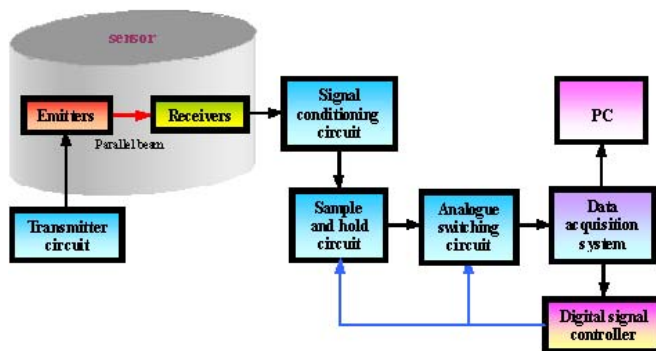 sensor
Emitters
Receivers
Parallel beam
Transmitter
circuit
Signal
conditioning
circuit
Sample
and hold
circuit
Analogue
switching
circuit
PC
Data
acquisition
system
Digital signal
controller